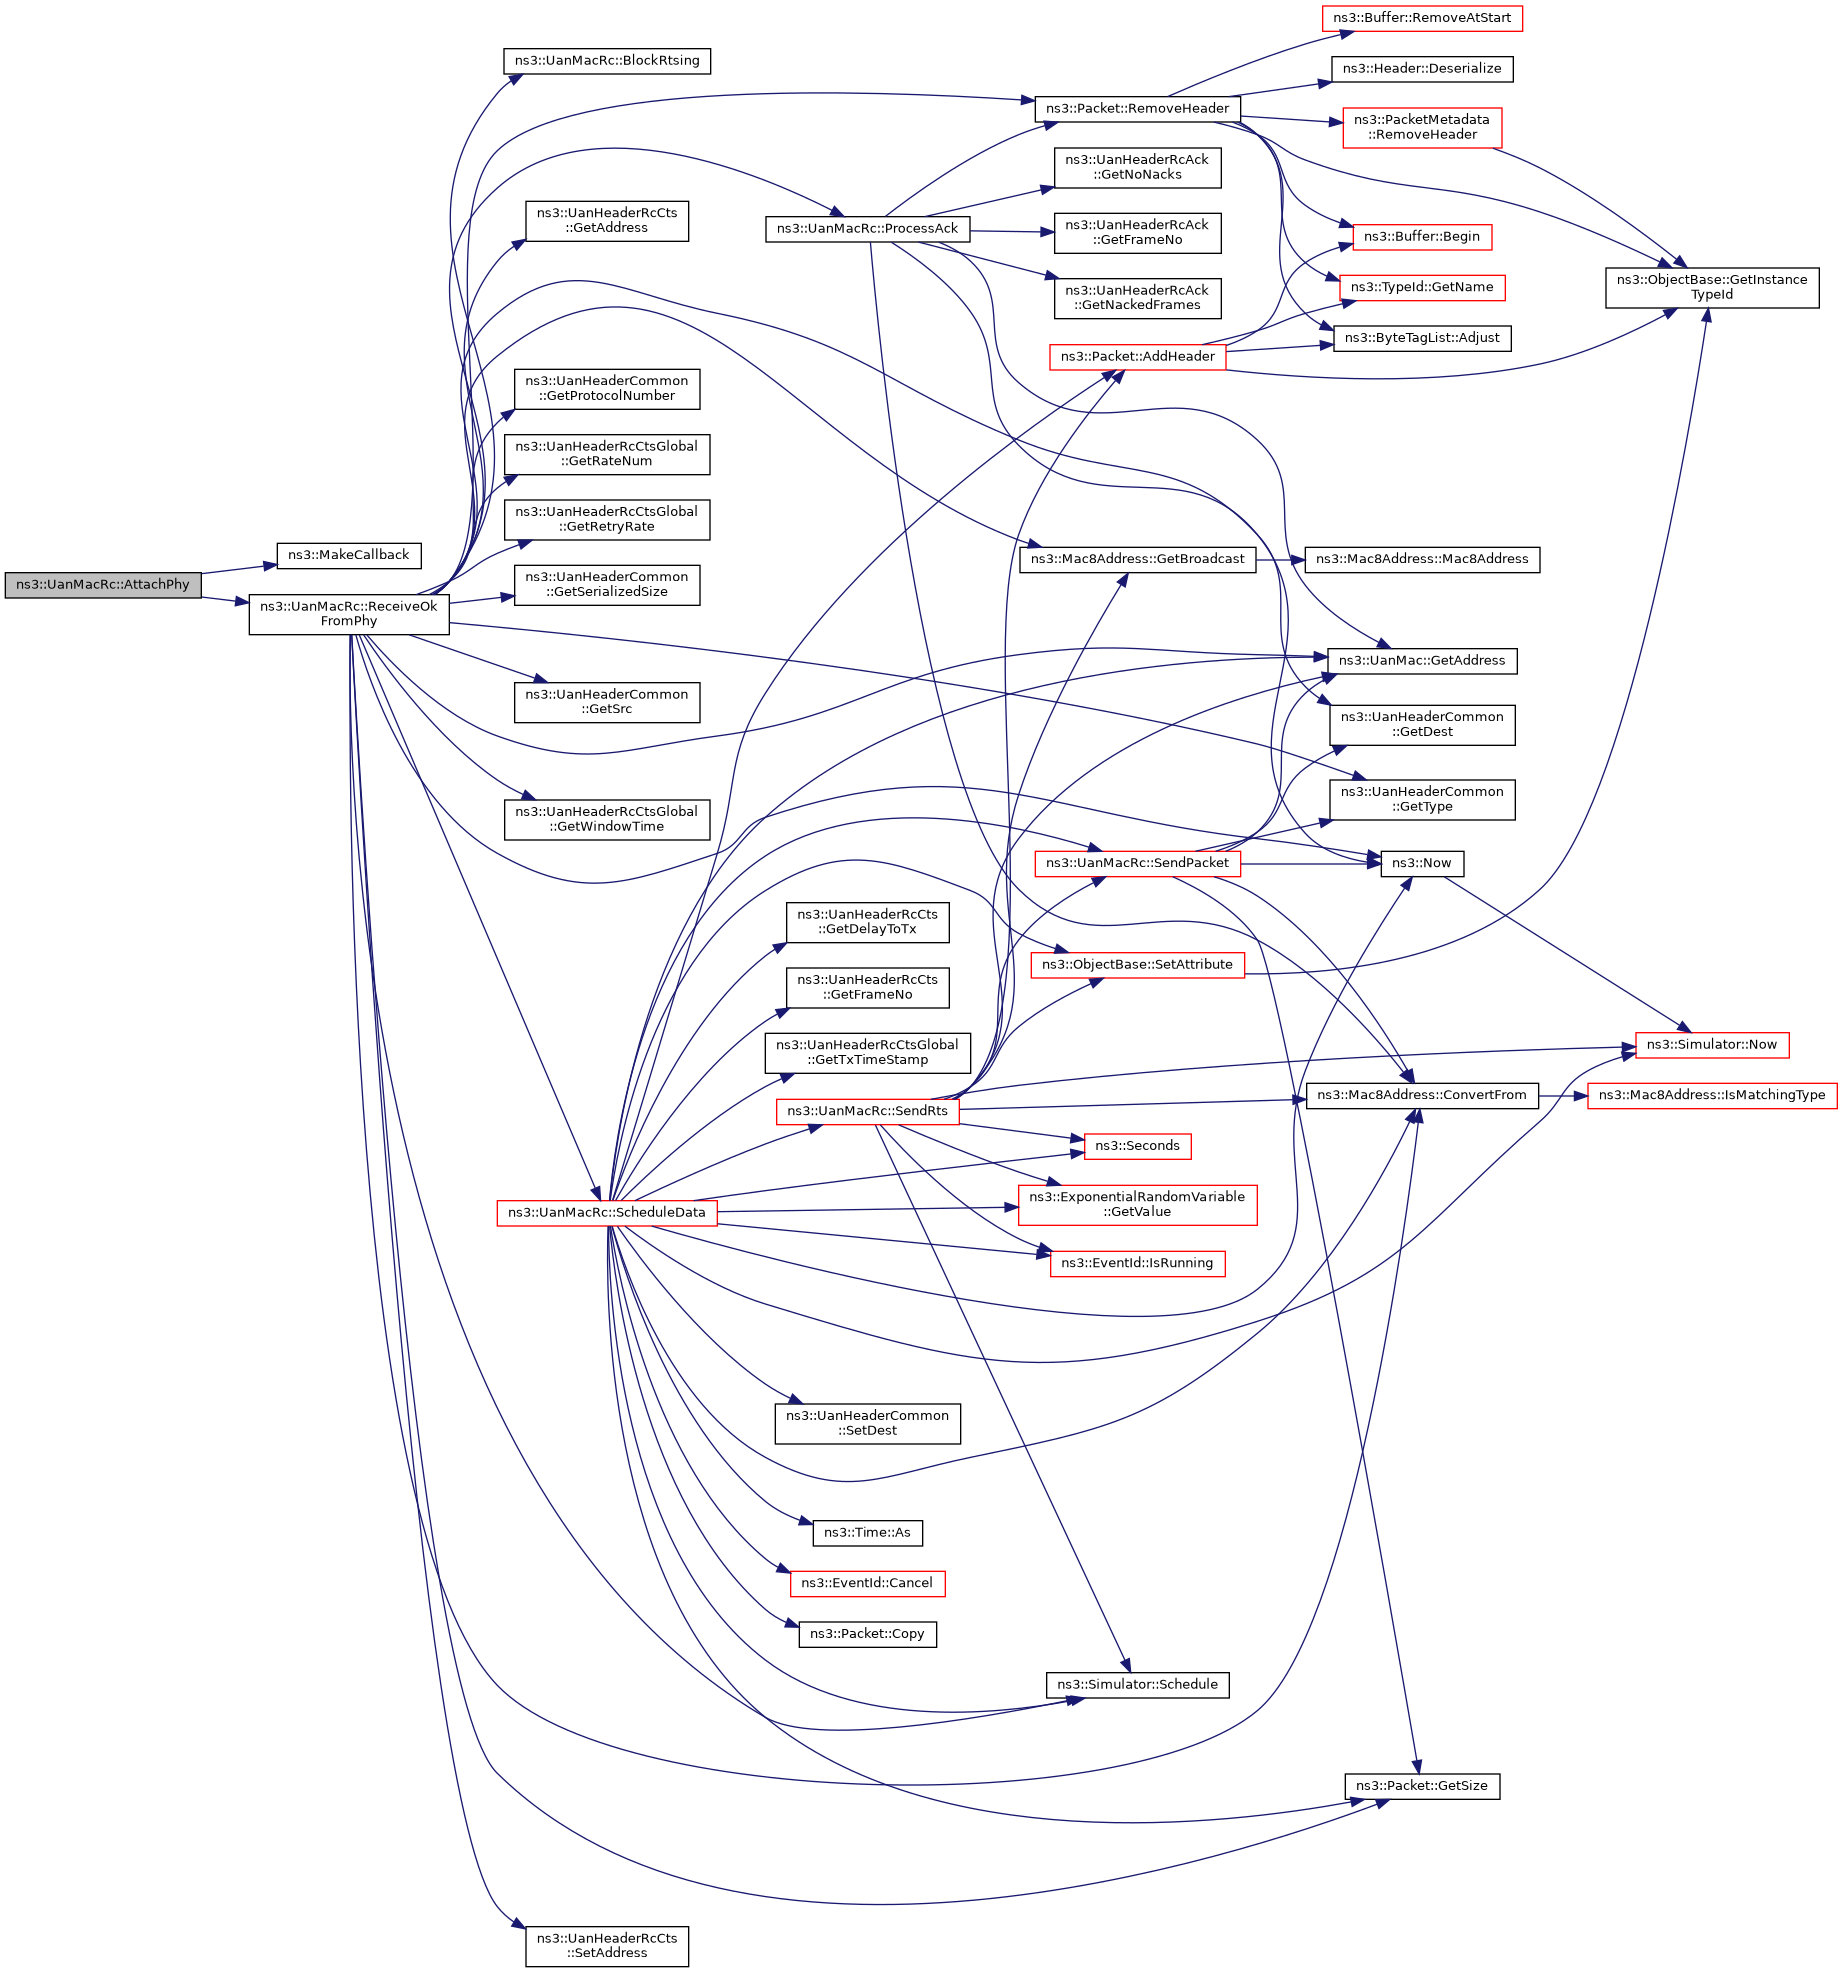 ns3::UanMacRc::AttachPhy
ns3::MakeCallback
ns3::UanMacRc::ReceiveOk
FromPhy
ns3::UanMacRc::BlockRtsing
ns3::UanHeaderRcCts
::GetAddress
ns3::UanHeaderCommon
::GetProtocolNumber
ns3::UanHeaderRcCtsGlobal
::GetRateNum
ns3::UanHeaderRcCtsGlobal
::GetRetryRate
ns3::UanHeaderCommon
::GetSerializedSize
ns3::UanHeaderCommon
::GetSrc
ns3::UanHeaderRcCtsGlobal
::GetWindowTime
ns3::UanMacRc::ScheduleData
ns3::UanHeaderRcCts
::SetAddress
ns3::UanMacRc::ProcessAck
ns3::UanHeaderRcCts
::GetDelayToTx
ns3::UanHeaderRcCts
::GetFrameNo
ns3::UanHeaderRcCtsGlobal
::GetTxTimeStamp
ns3::UanMacRc::SendRts
ns3::UanHeaderCommon
::SetDest
ns3::Time::As
ns3::EventId::Cancel
ns3::Packet::Copy
ns3::Packet::RemoveHeader
ns3::UanHeaderRcAck
::GetNoNacks
ns3::UanHeaderRcAck
::GetFrameNo
ns3::UanHeaderRcAck
::GetNackedFrames
ns3::Packet::AddHeader
ns3::Mac8Address::GetBroadcast
ns3::UanMacRc::SendPacket
ns3::ObjectBase::SetAttribute
ns3::Seconds
ns3::ExponentialRandomVariable
::GetValue
ns3::EventId::IsRunning
ns3::Simulator::Schedule
ns3::Buffer::RemoveAtStart
ns3::Header::Deserialize
ns3::PacketMetadata
::RemoveHeader
ns3::Buffer::Begin
ns3::TypeId::GetName
ns3::ByteTagList::Adjust
ns3::Mac8Address::Mac8Address
ns3::UanMac::GetAddress
ns3::UanHeaderCommon
::GetDest
ns3::UanHeaderCommon
::GetType
ns3::Now
ns3::Mac8Address::ConvertFrom
ns3::Packet::GetSize
ns3::ObjectBase::GetInstance
TypeId
ns3::Simulator::Now
ns3::Mac8Address::IsMatchingType